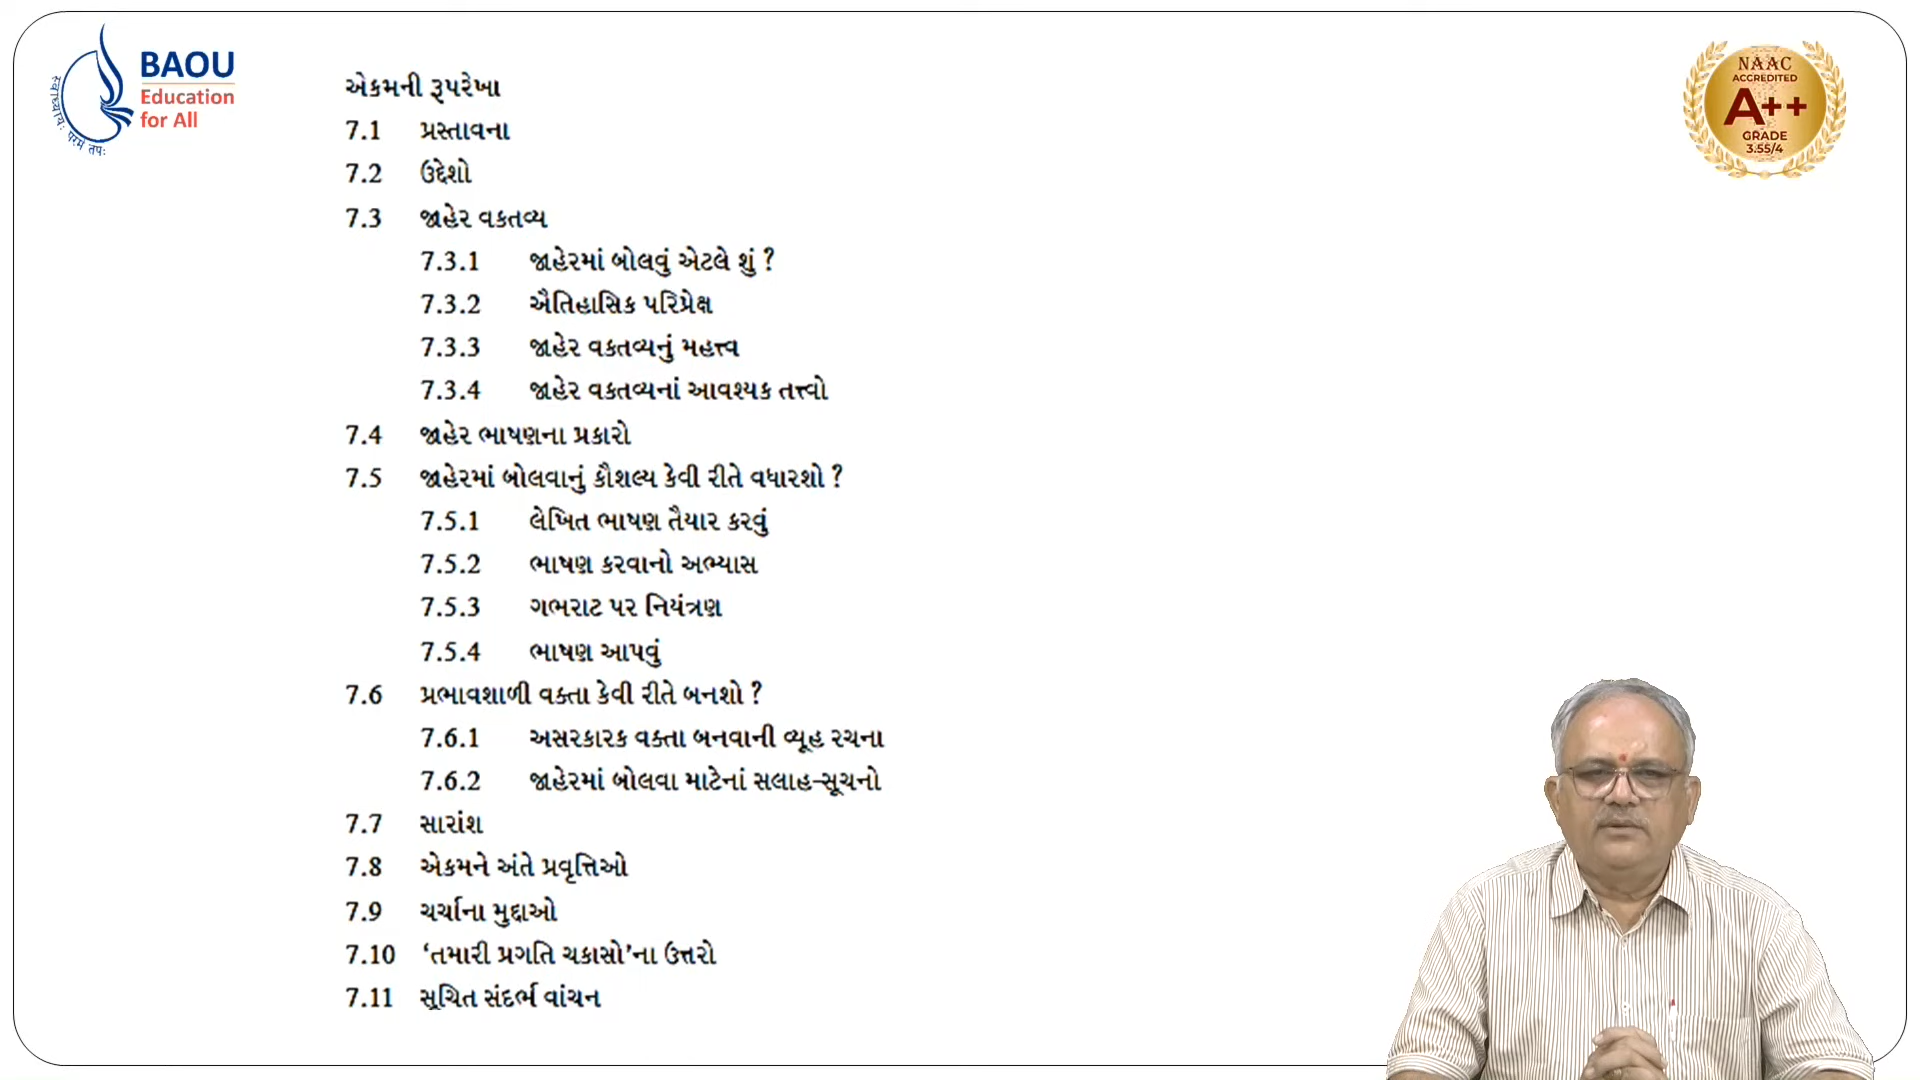 BAOU
Education
for All
स्वाध्यायः परमं तपः
NAAC
ACCREDITED
A++
GRADE
3.55/4
એકમની રૂપરેખા
7.1 પ્રસ્તાવના
7.2 ઉદ્દેશો
7.3 જાહેર વકતવ્ય
7.3.1 જાહેરમાં બોલવું એટલે શું ?
7.3.2 ઐતિહાસિક પરિપ્રેક્ષ
7.3.3 જાહેર વકતવ્યનું મહત્ત્વ
7.3.4 જાહેર વકતવ્યનાં આવશ્યક તત્ત્વો
7.4 જાહેર ભાષણના પ્રકારો
7.5 જાહેરમાં બોલવાનું કૌશલ્ય કેવી રીતે વધારશો ?
7.5.1 લેખિત ભાષણ તૈયાર કરવું
7.5.2 ભાષણ કરવાનો અભ્યાસ
7.5.3 ગભરાટ પર નિયંત્રણ
7.5.4 ભાષણ આપવું
7.6 પ્રભાવશાળી વક્તા કેવી રીતે બનશો ?
7.6.1 અસરકારક વક્તા બનવાની વ્યૂહ રચના
7.6.2 જાહેરમાં બોલવા માટેનાં સલાહ-સૂચનો
7.7 સારાંશ
7.8 એકમને અંતે પ્રવૃત્તિઓ
7.9 ચર્ચાના મુદ્દાઓ
7.10 ‘તમારી પ્રગતિ ચકાસો’ના ઉત્તરો
7.11 સૂચિત સંદર્ભ વાંચન